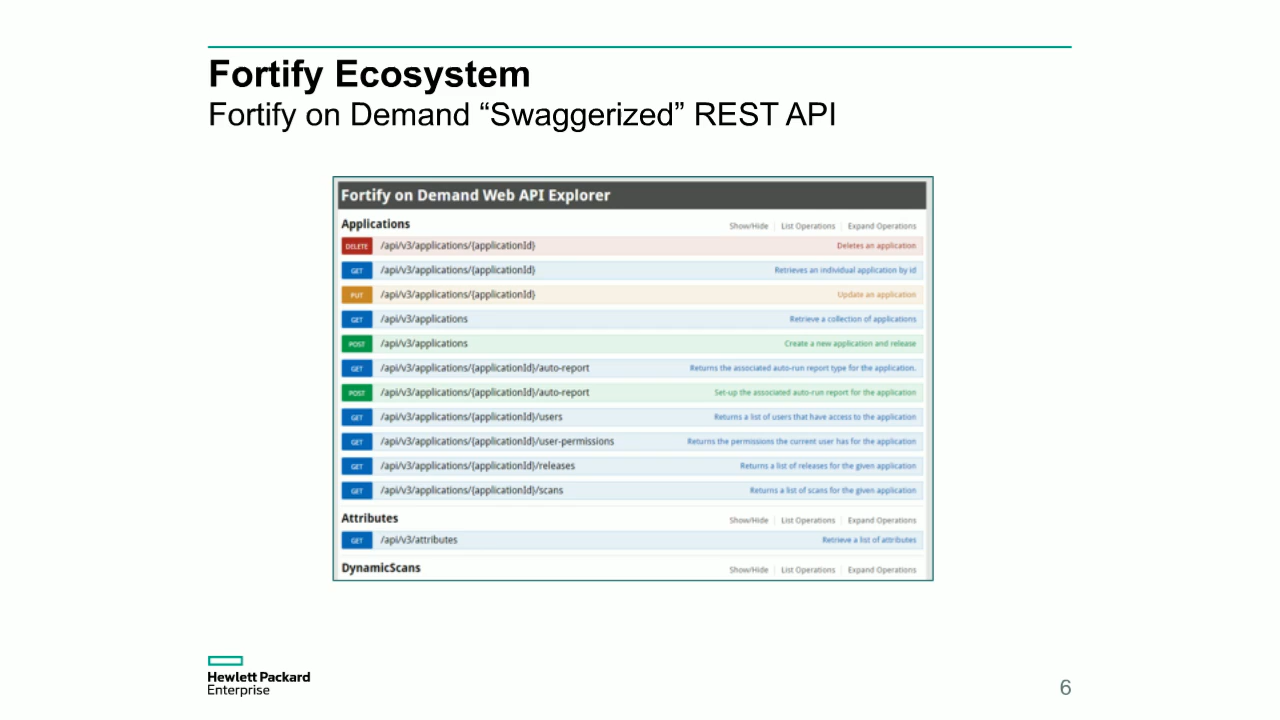 Fortify Ecosystem
Fortify on Demand “Swaggerized” REST API
Fortify on Demand Web API Explorer
Applications Show/Hide List Operations Expand Operations
DELETE /api/v3/applications/{applicationId} Deletes an application
GET /api/v3/applications/{applicationId} Retrieves an individual application by id
PUT /api/v3/applications/{applicationId} Update an application
GET /api/v3/applications Retrieve a collection of applications
POST /api/v3/applications Create a new application and release
GET /api/v3/applications/{applicationId}/auto-report Returns the associated auto-run report type for the application.
POST /api/v3/applications/{applicationId}/auto-report Set-up the associated auto-run report for the application
GET /api/v3/applications/{applicationId}/users Returns a list of users that have access to the application
GET /api/v3/applications/{applicationId}/user-permissions Returns the permissions the current user has for the application
GET /api/v3/applications/{applicationId}/releases Returns a list of releases for the given application
GET /api/v3/applications/{applicationId}/scans Returns a list of scans for the given application
Attributes Show/Hide List Operations Expand Operations
GET /api/v3/attributes Retrieve a list of attributes
DynamicScans Show/Hide List Operations Expand Operations
Hewlett Packard
Enterprise
6